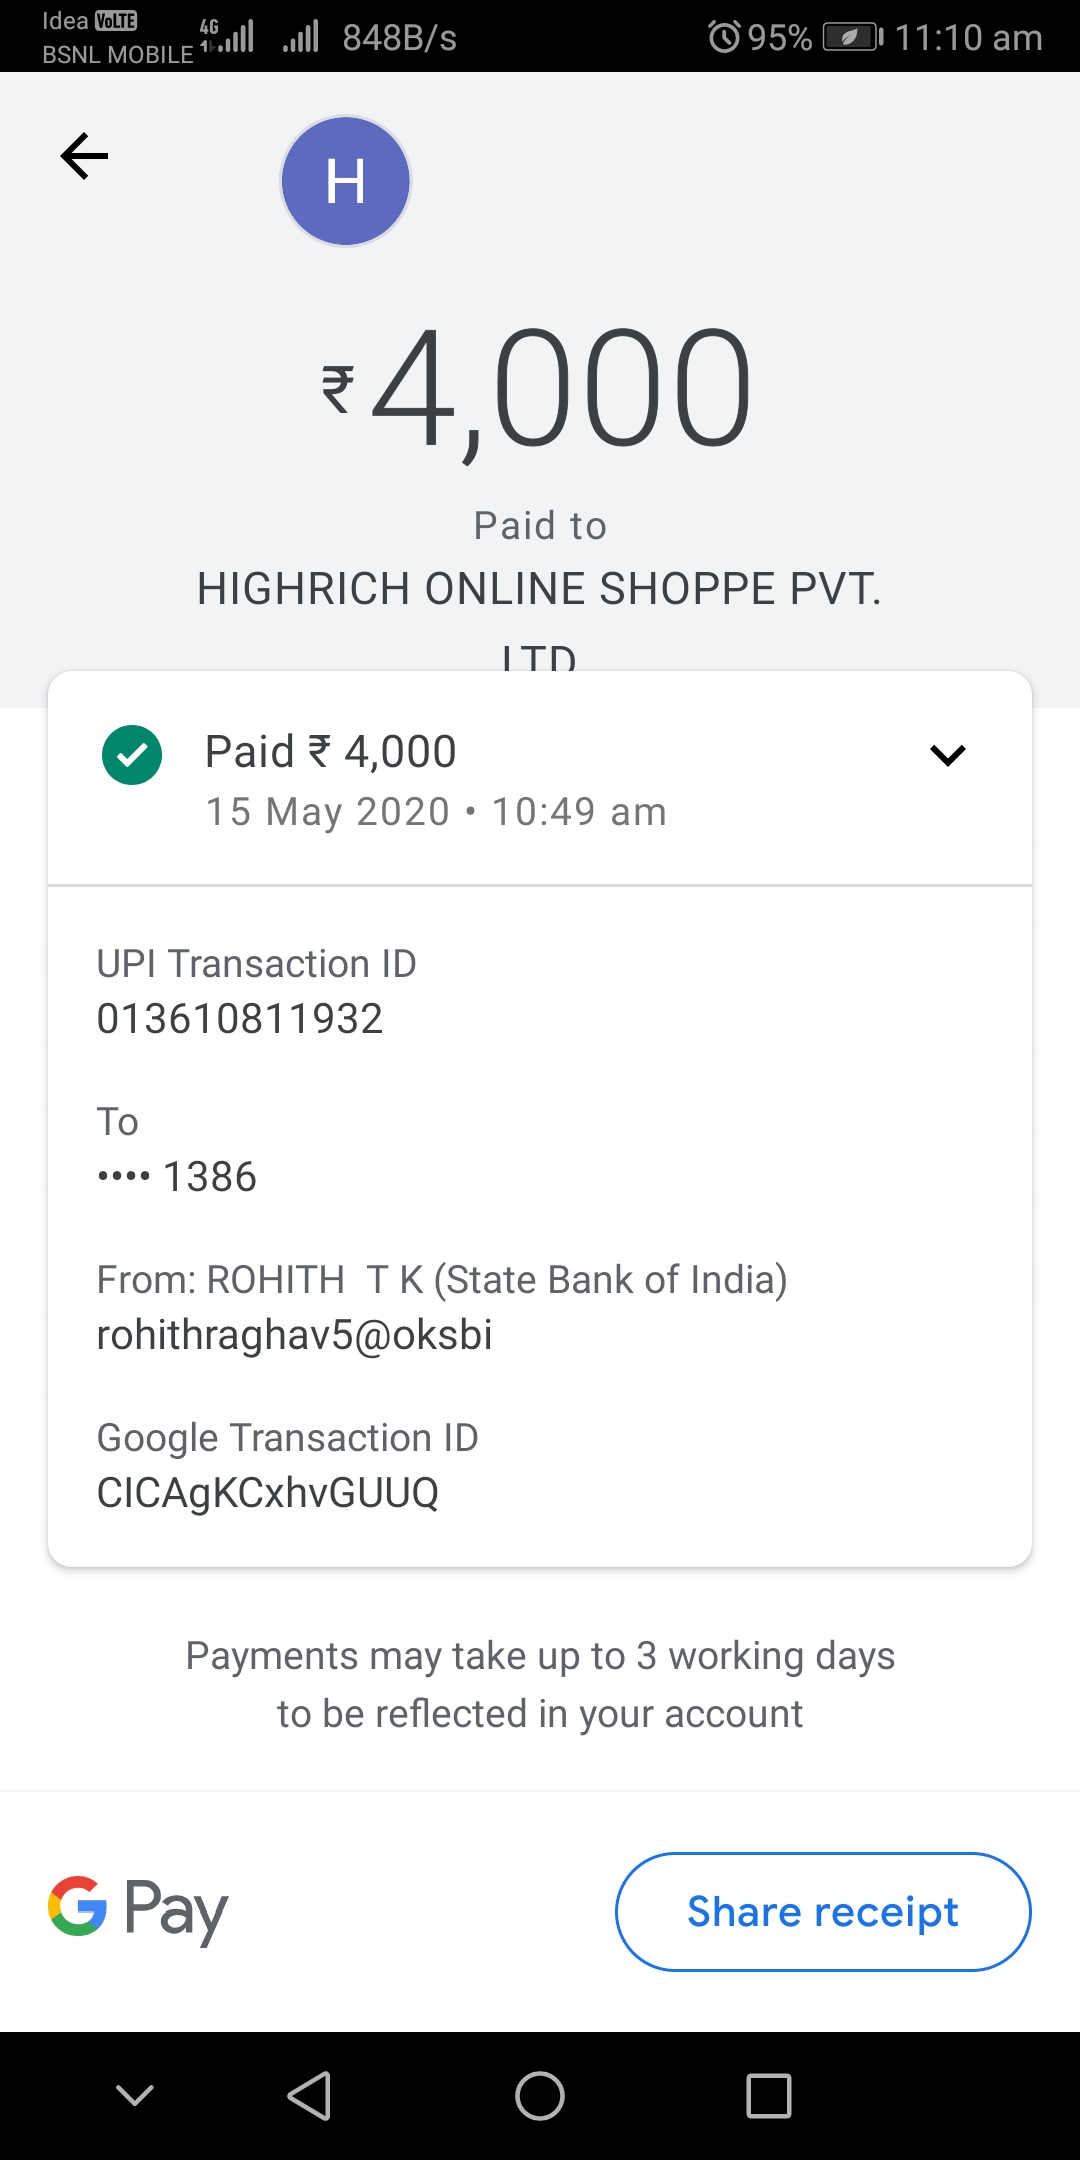 Idea VoLTE
BSNL MOBILE
4G
848B/s
95%
11:10 am
H
₹4,000
Paid to
HIGHRICH ONLINE SHOPPE PVT.
LTD
Paid ₹ 4,000
15 May 2020 • 10:49 am
UPI Transaction ID
013610811932
To
•••• 1386
From: ROHITH  T K (State Bank of India)
rohithraghav5@oksbi
Google Transaction ID
CICAgKCxhvGUUQ
Payments may take up to 3 working days
to be reflected in your account
G Pay
Share receipt